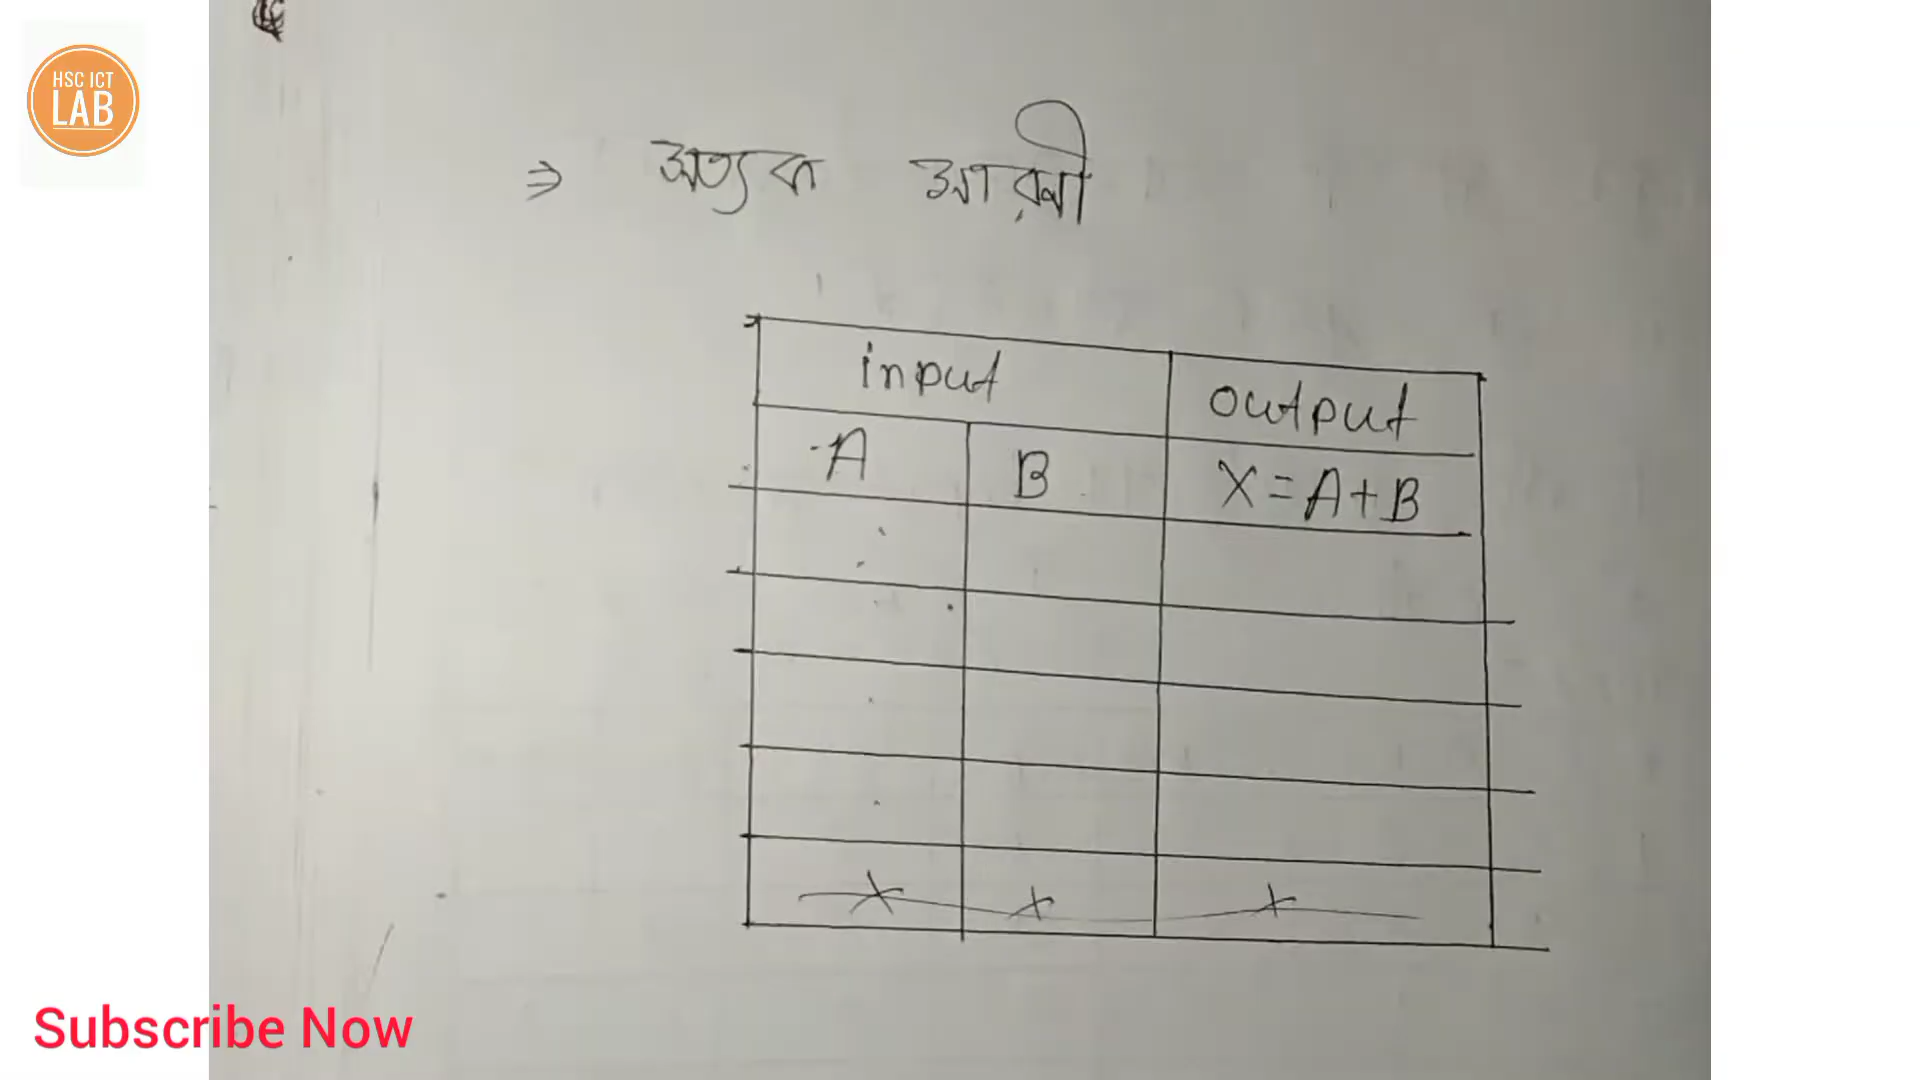 HSC ICT
LAB
⇒ সত্যক সারণী
input output
A B X=A+B
x x x
Subscribe Now